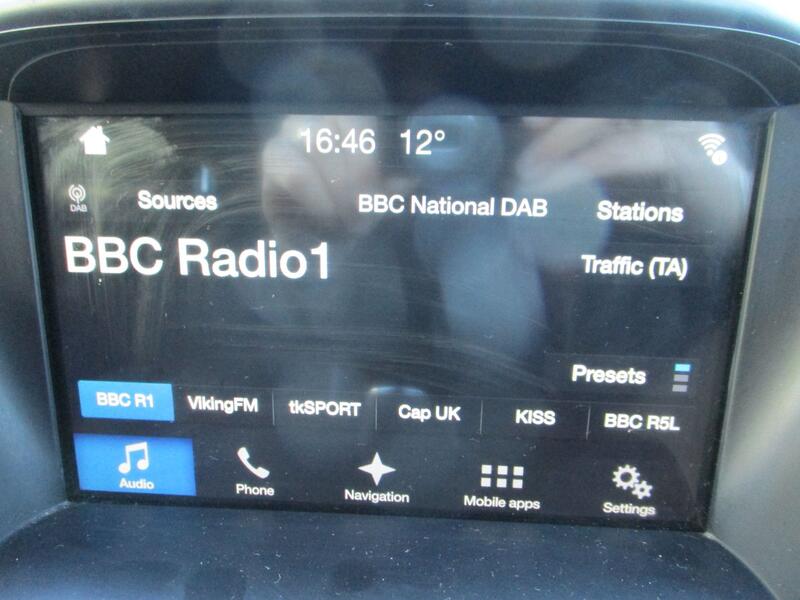 16:46 12°
DAB Sources BBC National DAB Stations
BBC Radio1 Traffic (TA)
Presets
BBC R1 VikingFM tkSPORT Cap UK KISS BBC R5L
Audio Phone Navigation Mobile apps Settings